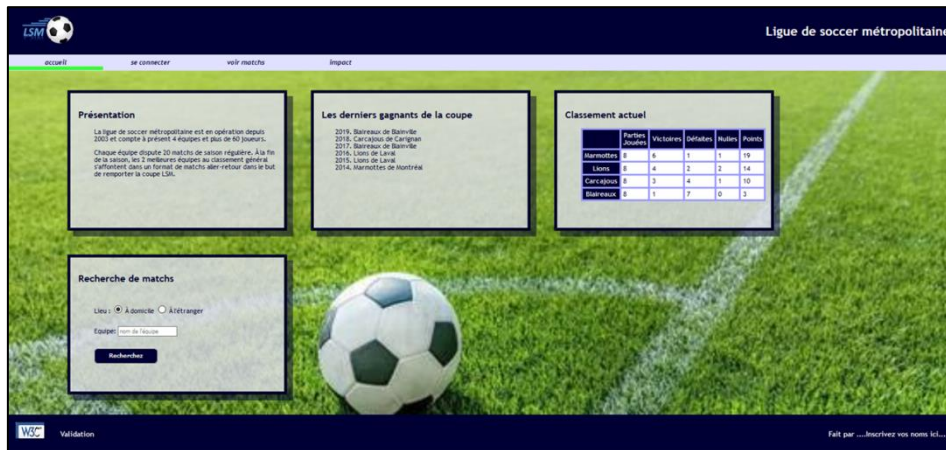 LSM
Ligue de soccer métropolitaine
accueil
se connecter
voir matchs
impact
Présentation
La ligue de soccer métropolitaine est en opération depuis
2003 et compte à présent 4 équipes et plus de 60 joueurs.
Chaque équipe dispute 20 matchs de saison régulière. À la fin
de la saison, les 2 meilleures équipes au classement général
s'affontent dans un format de matchs aller-retour dans le but
de remporter la coupe LSM.
Les derniers gagnants de la coupe
2019. Blaireaux de Blainville
2018. Carcajous de Carignan
2017. Blaireaux de Blainville
2016. Lions de Laval
2015. Lions de Laval
2014. Marmottes de Montréal
Classement actuel
Parties Jouées Victoires Défaites Nulles Points
Marmottes 8 6 1 1 19
Lions 8 4 2 2 14
Carcajous 8 3 4 1 10
Blaireaux 8 1 7 0 3
Recherche de matchs
Lieu : À domicile À l'étranger
Equipe: nom de l'équipe
Recherchez
W3C Validation
Fait par ....Inscrivez vos noms ici...